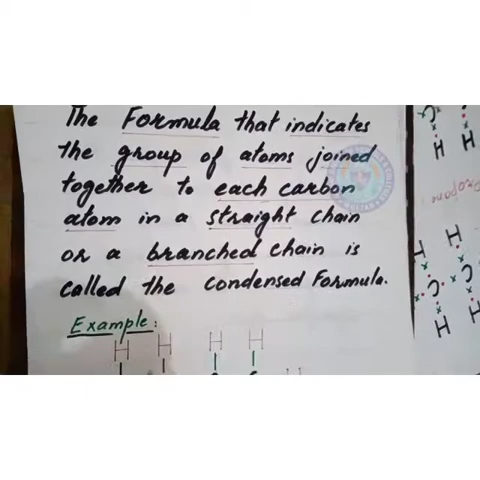 The Formula that indicates
the group of atoms joined
together to each carbon
atom in a straight chain
or a branched chain is
called the condensed Formula.
Example:
H H H H
Propane
H
C
H
H
C
C
H
H